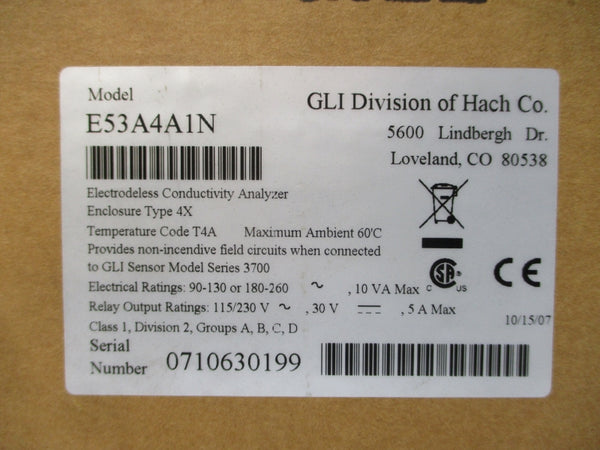 Model
E53A4A1N
GLI Division of Hach Co.
5600 Lindbergh Dr.
Loveland, CO 80538
Electrodeless Conductivity Analyzer
Enclosure Type 4X
Temperature Code T4A Maximum Ambient 60'C
Provides non-incendive field circuits when connected
to GLI Sensor Model Series 3700
Electrical Ratings: 90-130 or 180-260 ~ , 10 VA Max
Relay Output Ratings: 115/230 V ~ , 30 V ⎓ , 5 A Max
Class 1, Division 2, Groups A, B, C, D
C SA ® US
CE
10/15/07
Serial
Number 0710630199